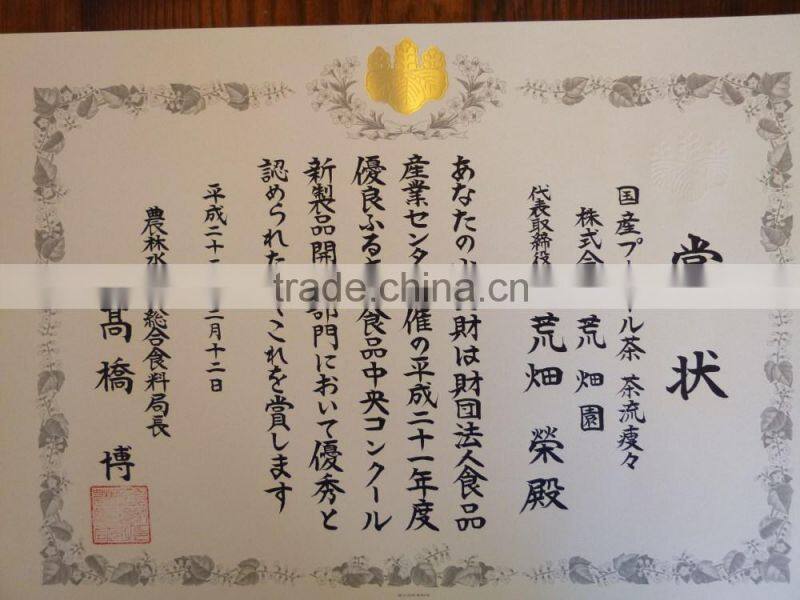 賞状
国産プール茶 茶流痩々
株式会 荒畑園
代表取締役 荒畑 榮殿
あなたの財は財団法人食品
産業センター催の平成二十一年度
優良ふるさと食品中央コンクール
新製品開部門において優秀と
認められたこれを賞します
平成二十二月十二日
農林水総合食料局長
髙橋 博
trade.china.cn